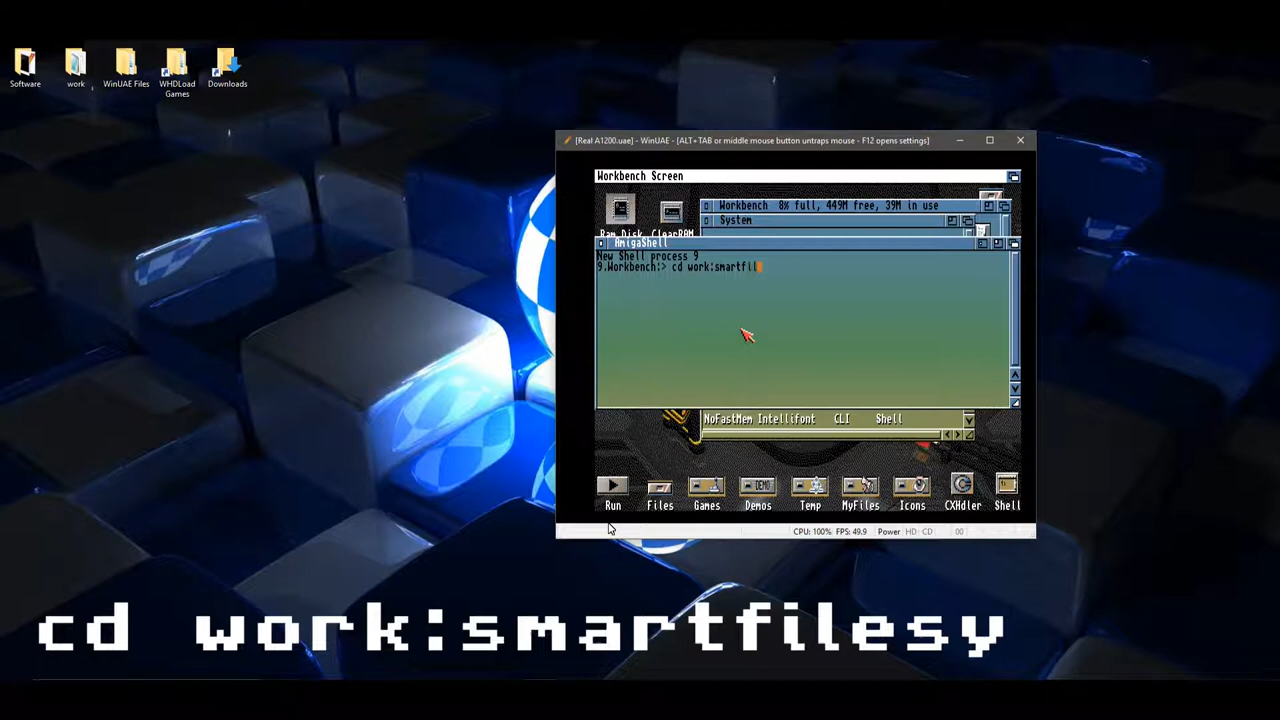 Software
work
WinUAE Files
WHDLoad Games
Downloads
[Real A1200.uae] - WinUAE - [ALT+TAB or middle mouse button untraps mouse - F12 opens settings]
Workbench Screen
Workbench 8% full, 449M free, 39M in use
System
Ram Disk ClearRAM
AmigaShell
New Shell process 9
9.Workbench:> cd work:smartfil
NoFastMem Intellifont CLI Shell
DEMO
Run Files Games Demos Temp MyFiles Icons CXHdler Shell
CPU: 100% FPS: 49.9 Power HD CD 00
cd work:smartfilesy